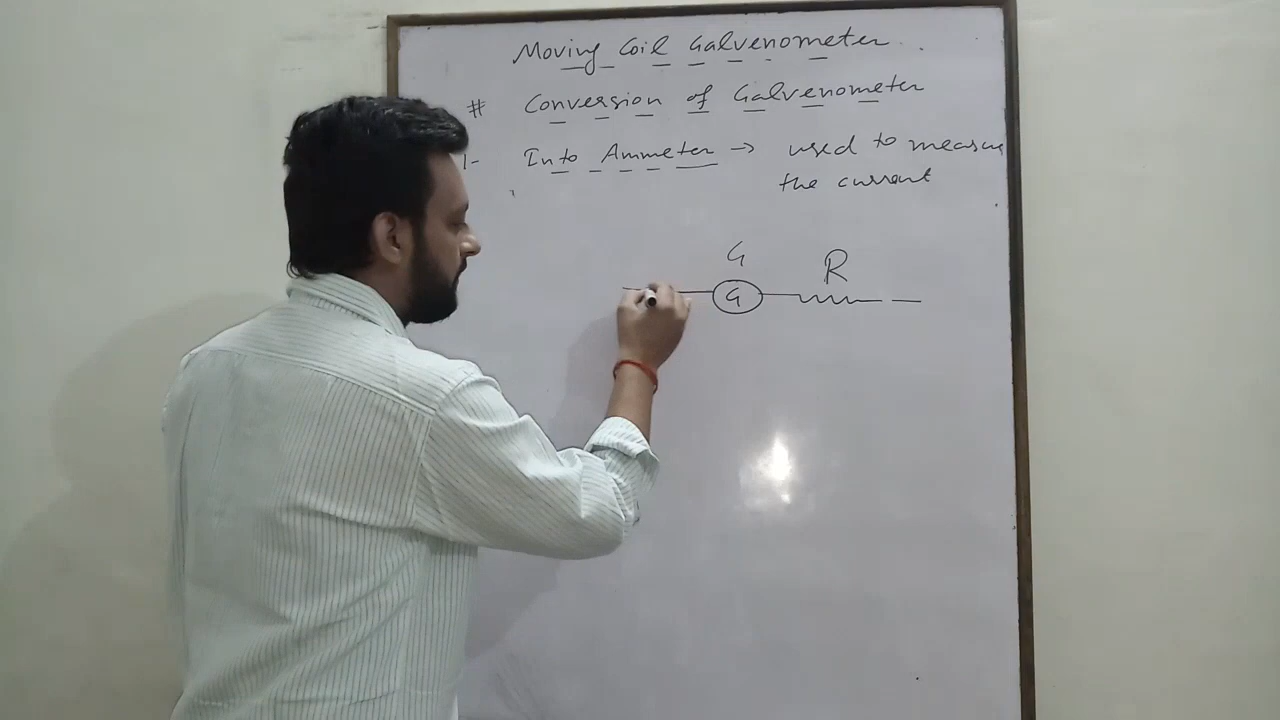 Moving Coil Galvenometer
# Conversion of Galvenometer
1- Into Ammeter → used to measure
the current
G
R
G